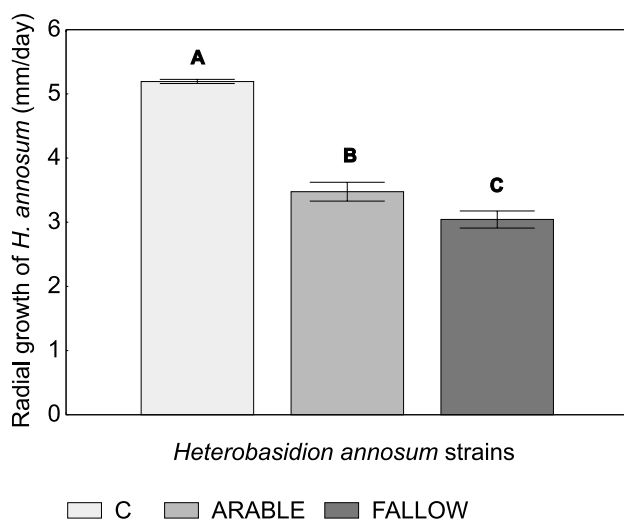 Radial growth of H. annosum (mm/day)
6
5
4
3
2
1
0
A
B
C
Heterobasidion annosum strains
C ARABLE FALLOW